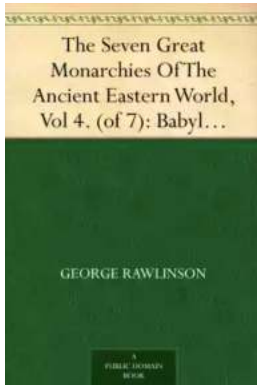 The Seven Great
Monarchies Of The
Ancient Eastern World,
Vol 4. (of 7): Babyl...
GEORGE RAWLINSON
A
PUBLIC DOMAIN
BOOK